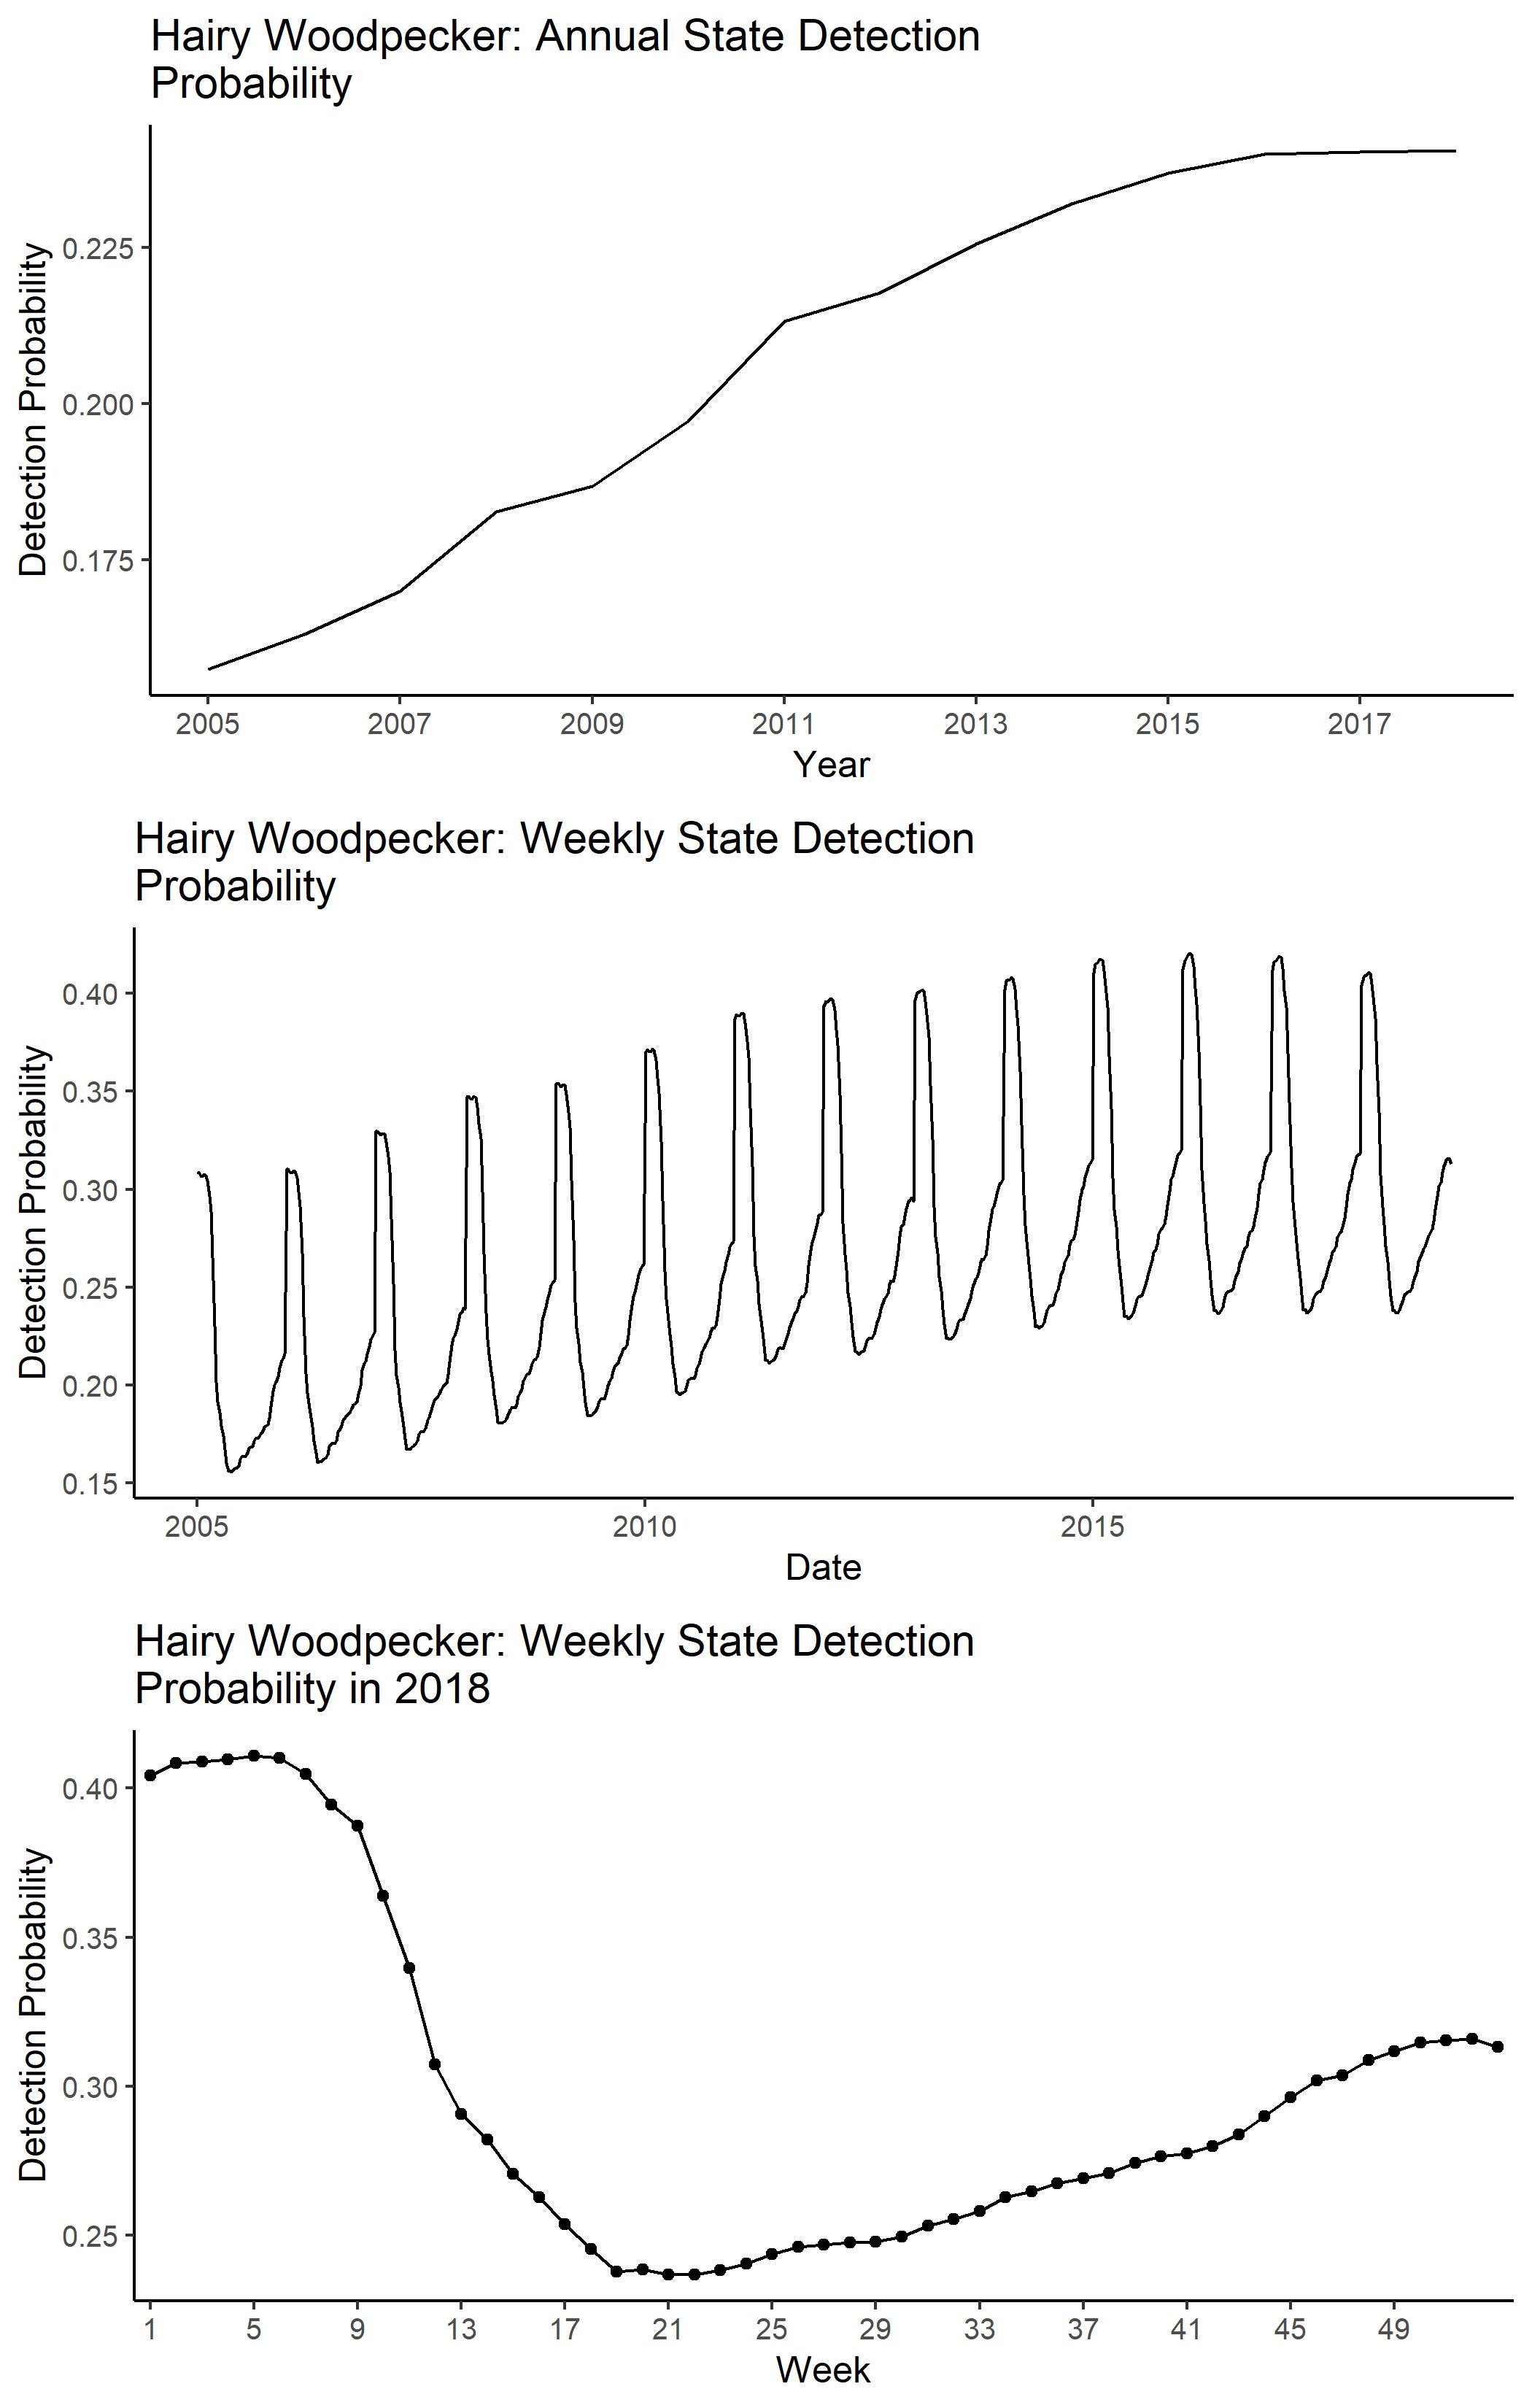 Hairy Woodpecker: Annual State Detection
Probability
Detection Probability
0.225
0.200
0.175
2005 2007 2009 2011 2013 2015 2017
Year
Hairy Woodpecker: Weekly State Detection
Probability
Detection Probability
0.40
0.35
0.30
0.25
0.20
0.15
2005 2010 2015
Date
Hairy Woodpecker: Weekly State Detection
Probability in 2018
Detection Probability
0.40
0.35
0.30
0.25
1 5 9 13 17 21 25 29 33 37 41 45 49
Week